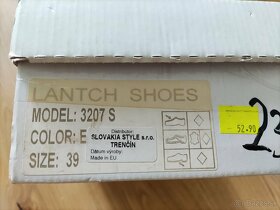 LANTCH SHOES
MODEL: 3207 S
COLOR: E
SIZE: 39
Distributor:
SLOVAKIA STYLE s.r.o.
TRENČÍN
Dátum výroby:
Made in EU
52-90